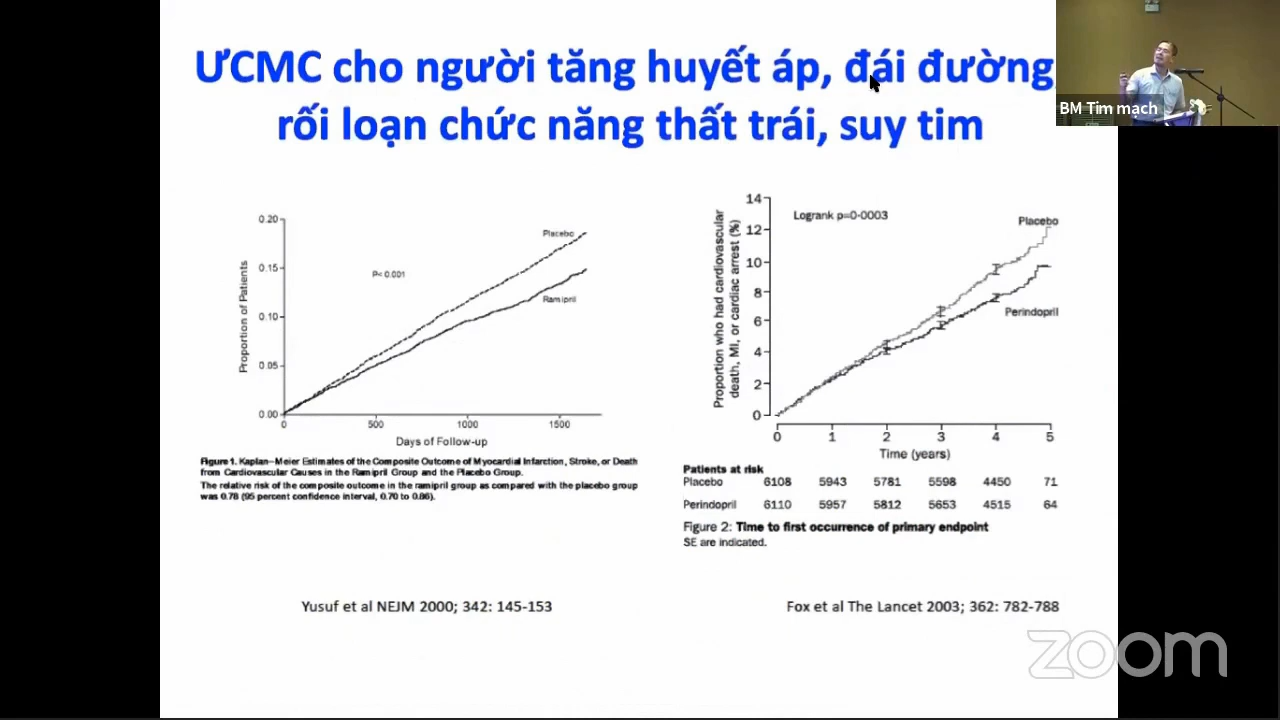 ƯCMC cho người tăng huyết áp, đái đường,
rối loạn chức năng thất trái, suy tim
BM Tim mach
0.20
0.15
0.10
0.05
0.00
Proportion of Patients
P< 0.001
Placebo
Ramipril
0
500
1000
1500
Days of Follow-up
Figure 1. Kaplan–Meier Estimates of the Composite Outcome of Myocardial Infarction, Stroke, or Death
from Cardiovascular Causes in the Ramipril Group and the Placebo Group.
The relative risk of the composite outcome in the ramipril group as compared with the placebo group
was 0.78 (95 percent confidence interval, 0.70 to 0.86).
Yusuf et al NEJM 2000; 342: 145-153
14
12
10
8
6
4
2
0
Proportion who had cardiovascular
death, MI, or cardiac arrest (%)
Logrank p=0·0003
Placebo
Perindopril
0 1 2 3 4 5
Time (years)
Patients at risk
Placebo 6108 5943 5781 5598 4450 71
Perindopril 6110 5957 5812 5653 4515 64
Figure 2: Time to first occurrence of primary endpoint
SE are indicated.
Fox et al The Lancet 2003; 362: 782-788
zoom